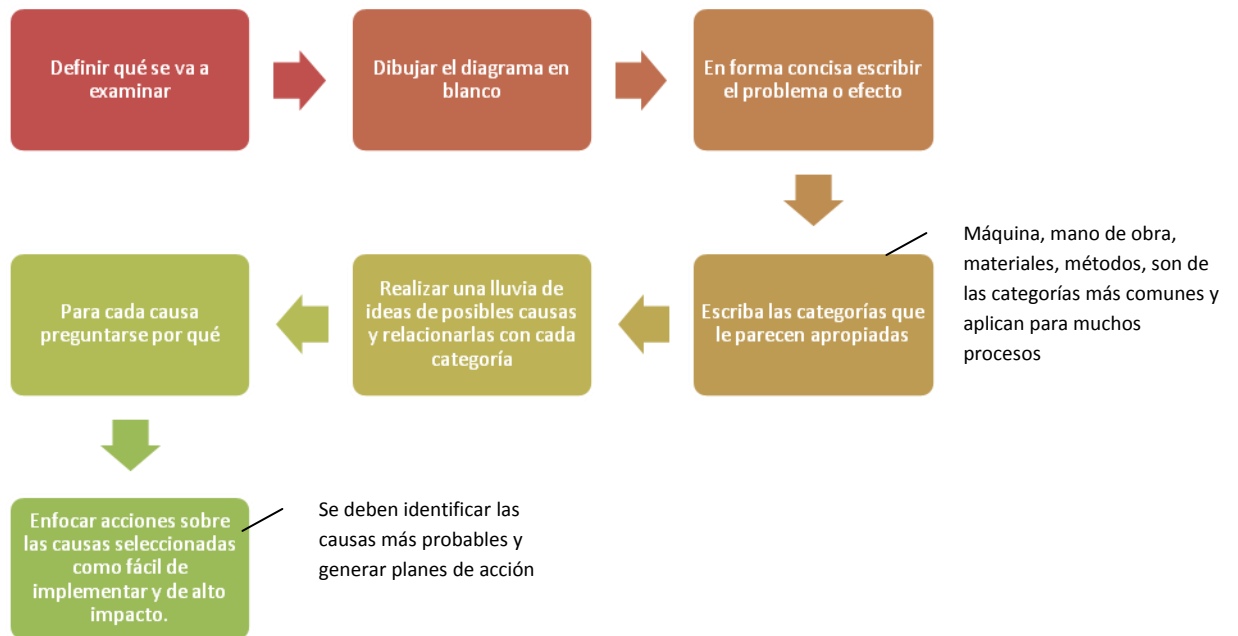 Definir qué se va a
examinar
Dibujar el diagrama en
blanco
En forma concisa escribir
el problema o efecto
Máquina, mano de obra,
materiales, métodos, son de
las categorías más comunes y
aplican para muchos
procesos
Escriba las categorías que
le parecen apropiadas
Realizar una lluvia de
ideas de posibles causas
y relacionarlas con cada
categoría
Para cada causa
preguntarse por qué
Enfocar acciones sobre
las causas seleccionadas
como fácil de
implementar y de alto
impacto.
Se deben identificar las
causas más probables y
generar planes de acción